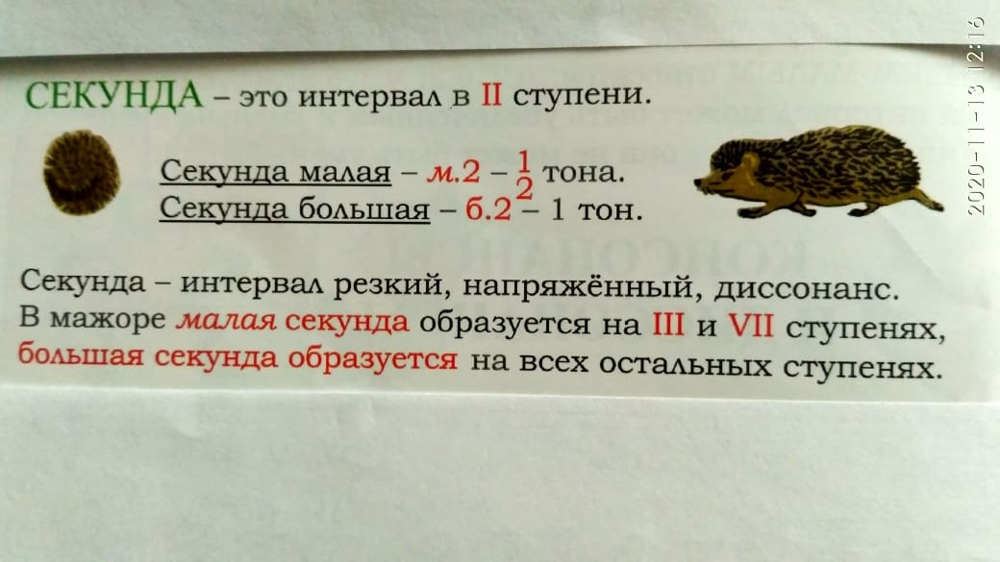 СЕКУНДА – это интервал в II ступени.
Секунда малая – м.2 – 1/2 тона.
Секунда большая – б.2 – 1 тон.
Секунда – интервал резкий, напряжённый, диссонанс.
В мажоре малая секунда образуется на III и VII ступенях,
большая секунда образуется на всех остальных ступенях.
2020-11-13 12:16